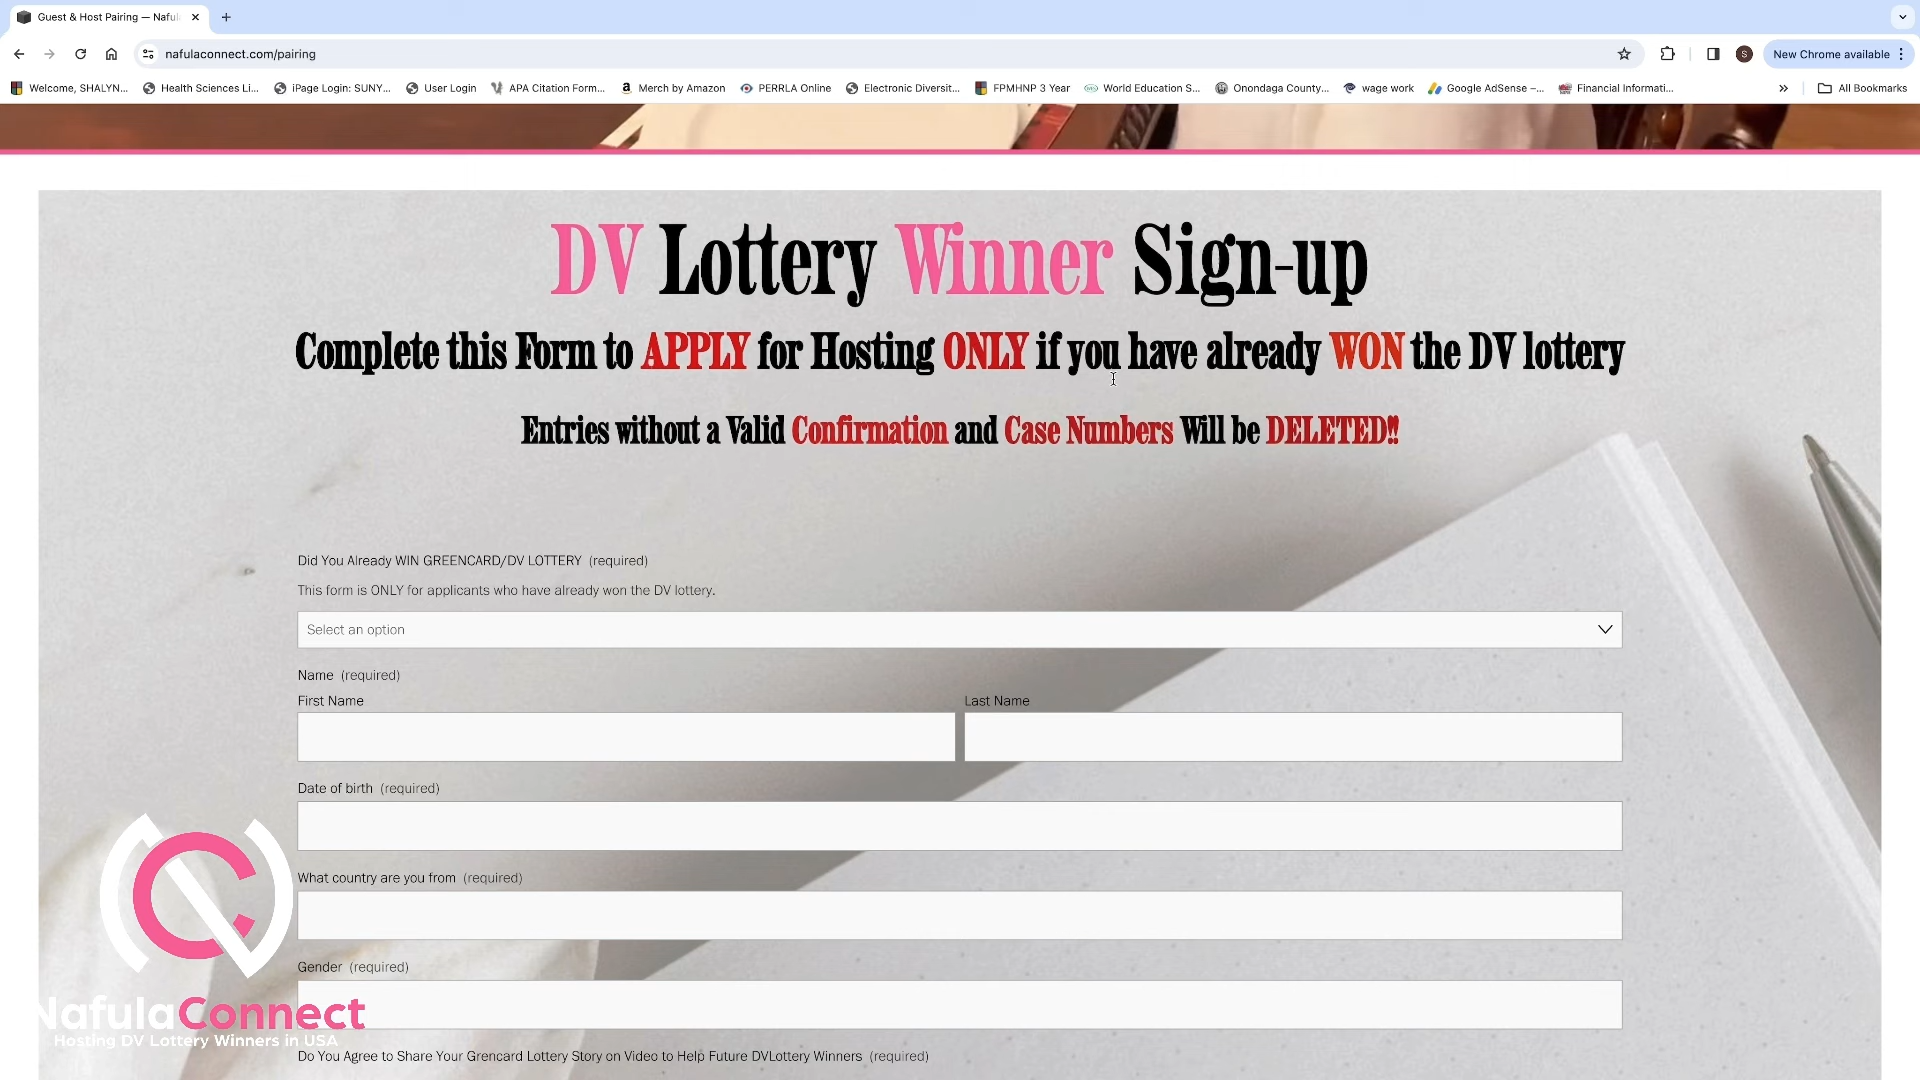 Guest & Host Pairing — Naful
nafulaconnect.com/pairing
S
New Chrome available
Welcome, SHALYN...
Health Sciences Li...
iPage Login: SUNY...
User Login
APA Citation Form...
Merch by Amazon
PERRLA Online
Electronic Diversit...
FPMHNP 3 Year
World Education S...
Onondaga County...
wage work
Google AdSense –...
Financial Informati...
All Bookmarks
DV Lottery Winner Sign-up
Complete this Form to APPLY for Hosting ONLY if you have already WON the DV lottery
Entries without a Valid Confirmation and Case Numbers Will be DELETED!!
Did You Already WIN GREENCARD/DV LOTTERY (required)
This form is ONLY for applicants who have already won the DV lottery.
Select an option
Name (required)
First Name
Last Name
Date of birth (required)
What country are you from (required)
Gender (required)
NafulaConnect
Hosting DV Lottery Winners in USA
Do You Agree to Share Your Grencard Lottery Story on Video to Help Future DVLottery Winners (required)